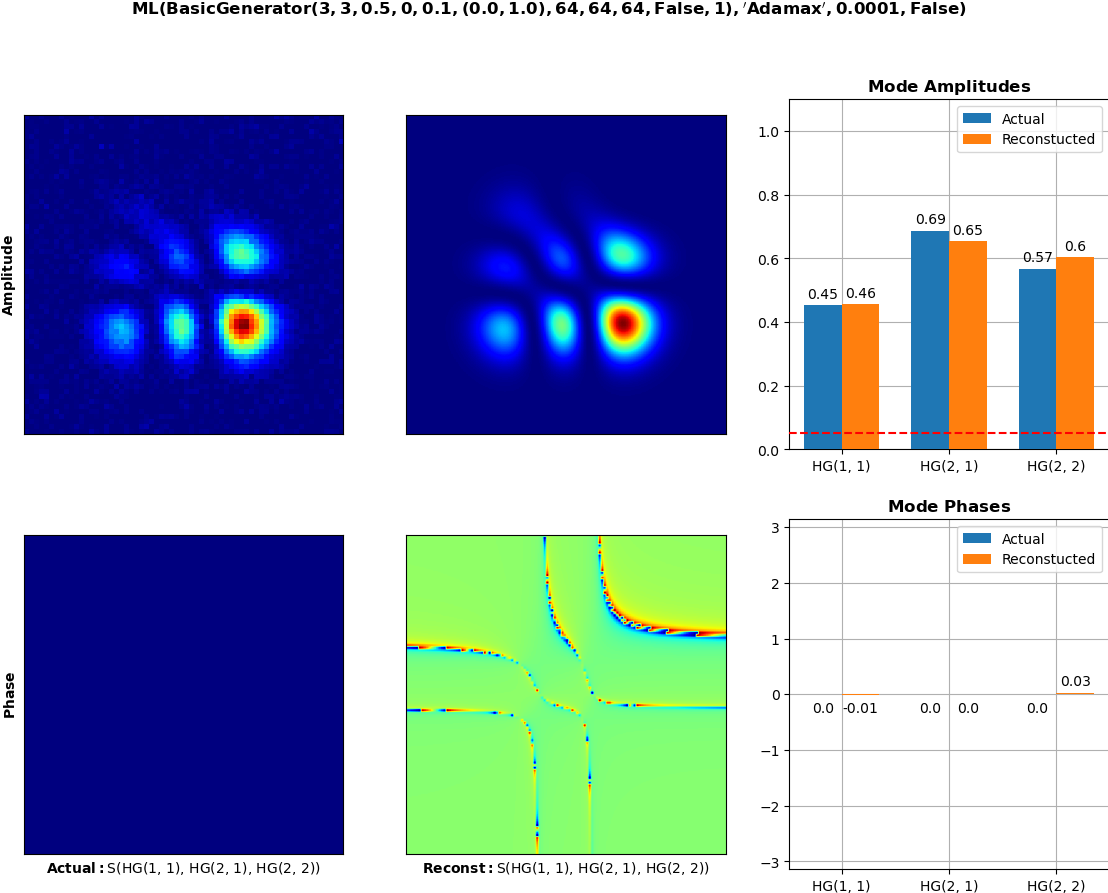 ML(BasicGenerator(3, 3, 0.5, 0, 0.1, (0.0, 1.0), 64, 64, 64, False, 1), ′Adamax′, 0.0001, False)
Amplitude
Mode Amplitudes
Actual
Reconstucted
1.0
0.8
0.6
0.4
0.2
0.0
0.45
0.46
0.69
0.65
0.57
0.6
HG(1, 1)
HG(2, 1)
HG(2, 2)
Phase
Actual: S(HG(1, 1), HG(2, 1), HG(2, 2))
Reconst: S(HG(1, 1), HG(2, 1), HG(2, 2))
Mode Phases
Actual
Reconstucted
3
2
1
0
−1
−2
−3
0.0
-0.01
0.0
0.0
0.0
0.03
HG(1, 1)
HG(2, 1)
HG(2, 2)